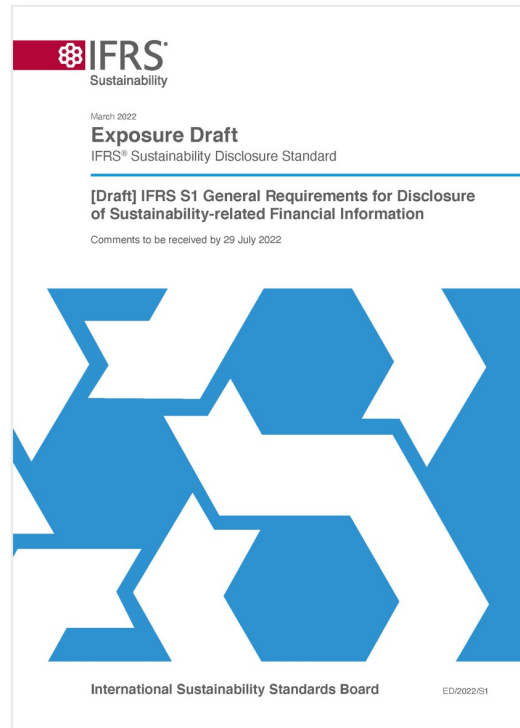 IFRS®
Sustainability
March 2022
Exposure Draft
IFRS® Sustainability Disclosure Standard
[Draft] IFRS S1 General Requirements for Disclosure
of Sustainability-related Financial Information
Comments to be received by 29 July 2022
International Sustainability Standards Board
ED/2022/S1